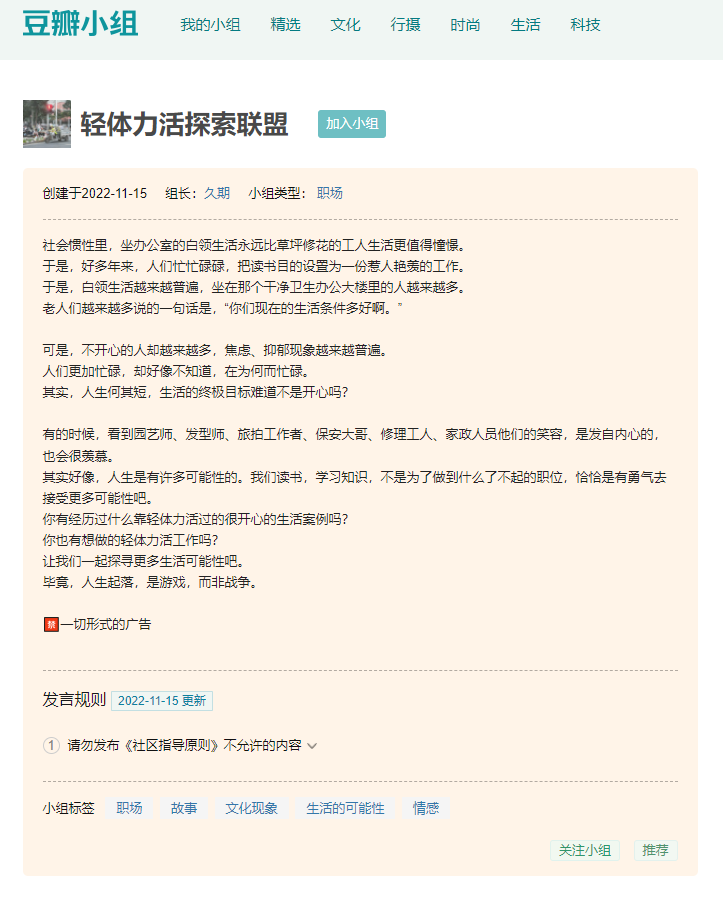 豆瓣小组
我的小组 精选 文化 行摄 时尚 生活 科技
轻体力活探索联盟 加入小组
创建于2022-11-15 组长：久期 小组类型：职场
社会惯性里，坐办公室的白领生活永远比草坪修花的工人生活更值得憧憬。
于是，好多年来，人们忙忙碌碌，把读书目的设置为一份惹人艳羡的工作。
于是，白领生活越来越普遍，坐在那个干净卫生办公大楼里的人越来越多。
老人们越来越多说的一句话是，“你们现在的生活条件多好啊。”
可是，不开心的人却越来越多，焦虑、抑郁现象越来越普遍。
人们更加忙碌，却好像不知道，在为何而忙碌。
其实，人生何其短，生活的终极目标难道不是开心吗？
有的时候，看到园艺师、发型师、旅拍工作者、保安大哥、修理工人、家政人员他们的笑容，是发自内心的，
也会很羡慕。
其实好像，人生是有许多可能性的。我们读书，学习知识，不是为了做到什么了不起的职位，恰恰是有勇气去
接受更多可能性吧。
你有经历过什么靠轻体力活过的很开心的生活案例吗？
你也有想做的轻体力活工作吗？
让我们一起探寻更多生活可能性吧。
毕竟，人生起落，是游戏，而非战争。
🈲一切形式的广告
发言规则 2022-11-15 更新
1 请勿发布《社区指导原则》不允许的内容
小组标签 职场 故事 文化现象 生活的可能性 情感
关注小组 推荐